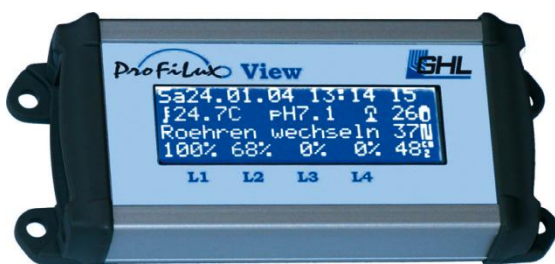 ProFiLux View
GHL
Sa24.01.04 13:14 15
24.7C pH7.1 26
Roehren wechseln 37
100% 68% 0% 0% 48
L1 L2 L3 L4